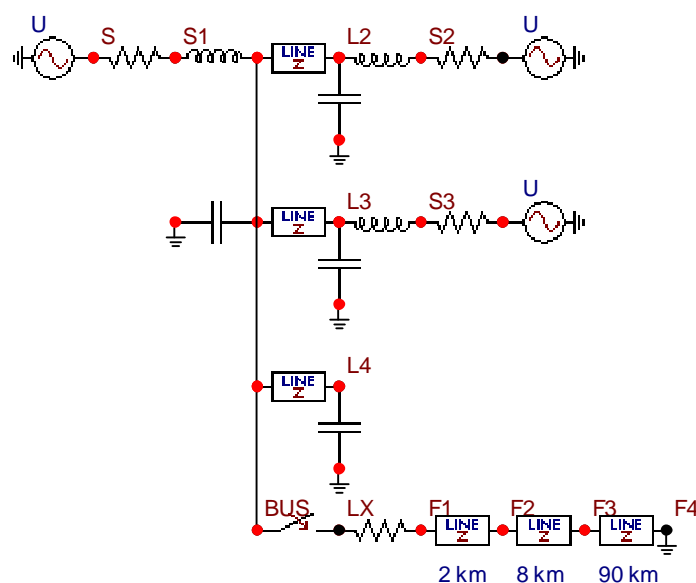 U S S1 LINE Z L2 S2 U
LINE Z L3 S3 U
LINE Z L4
BUS LX F1 LINE Z F2 LINE Z F3 LINE Z F4
2 km 8 km 90 km